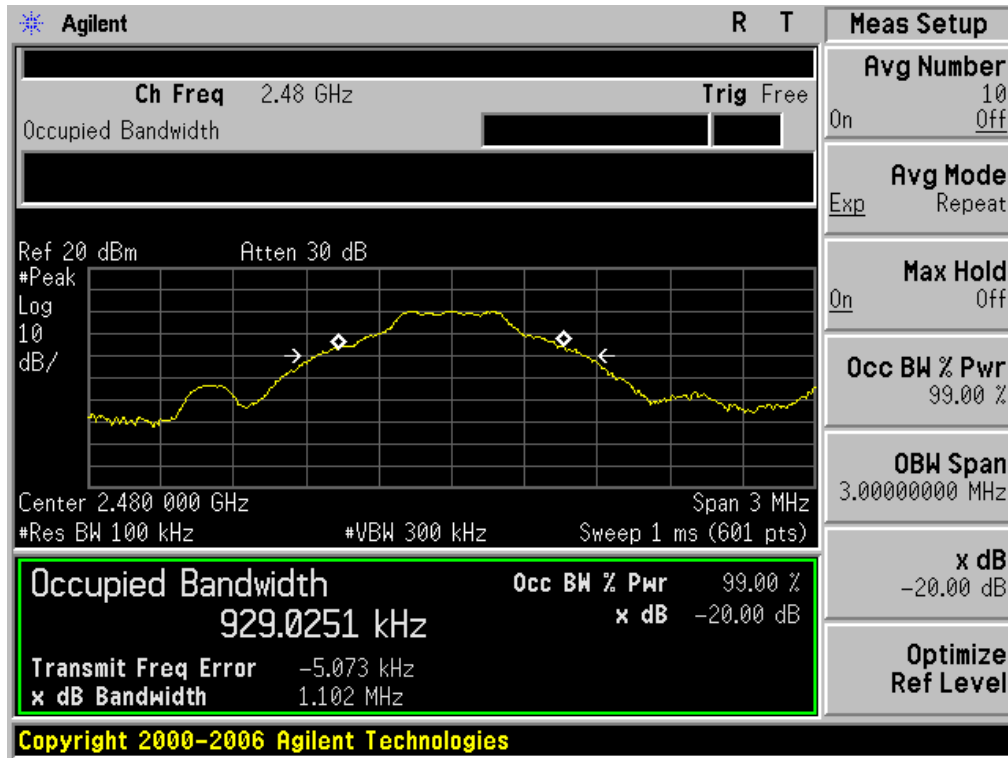 Agilent R T
Ch Freq 2.48 GHz Trig Free
Occupied Bandwidth
Ref 20 dBm Atten 30 dB
#Peak
Log
10
dB/
Center 2.480 000 GHz Span 3 MHz
#Res BW 100 kHz #VBW 300 kHz Sweep 1 ms (601 pts)
Occupied Bandwidth Occ BW % Pwr 99.00 %
929.0251 kHz x dB -20.00 dB
Transmit Freq Error -5.073 kHz
x dB Bandwidth 1.102 MHz
Copyright 2000-2006 Agilent Technologies
Meas Setup
Avg Number
10
On Off
Avg Mode
Exp Repeat
Max Hold
On Off
Occ BW % Pwr
99.00 %
OBW Span
3.00000000 MHz
x dB
-20.00 dB
Optimize
Ref Level